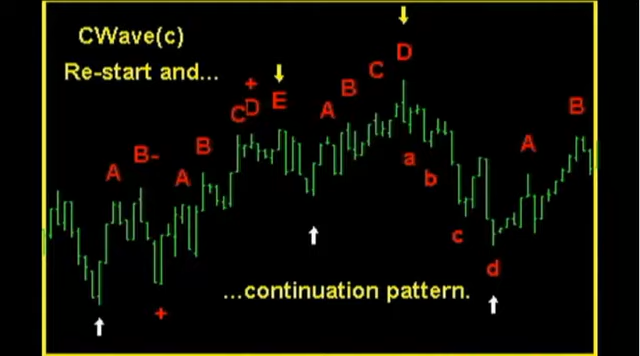 CWave(c)
Re-start and...
+
D
C
B
A
C D E
B
A
B
B-
A
A
A
B
a
b
c
d
+
...continuation pattern.